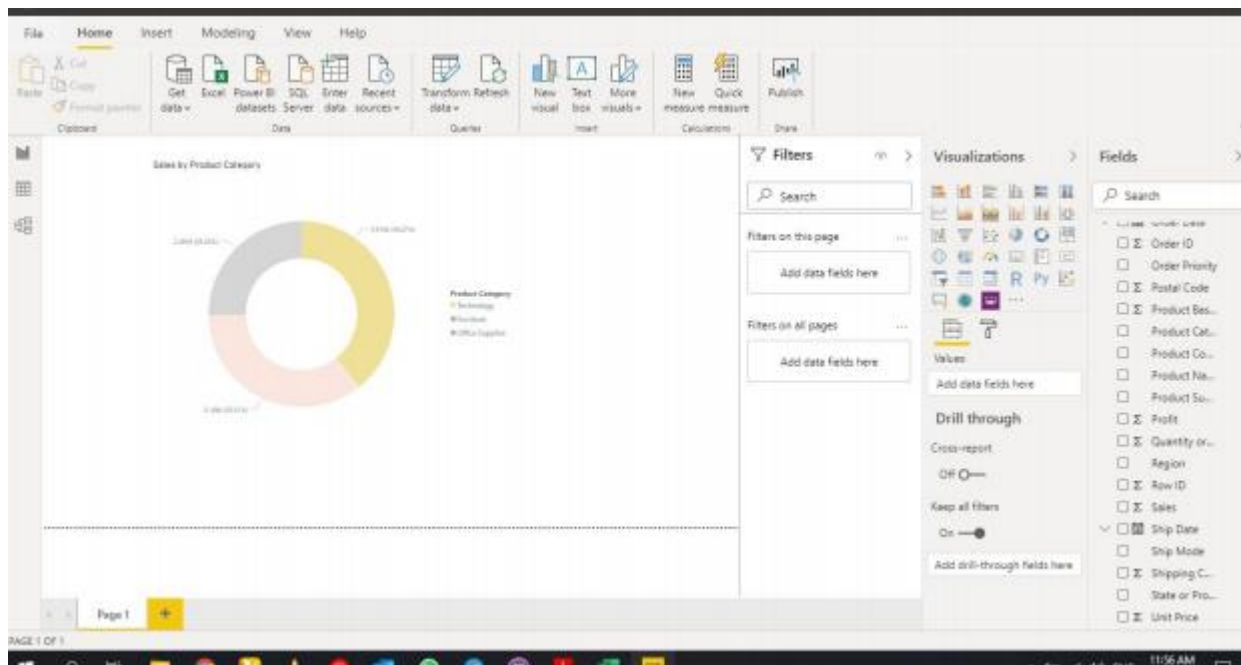 File Home Insert Modeling View Help
Paste
Cut
Copy
Format painter
Clipboard
Get data
Excel
Power BI datasets
SQL Server
Enter data
Recent sources
Data
Transform data
Refresh
Queries
New visual
Text box
More visuals
Insert
New measure
Quick measure
Calculations
Publish
Share
Sales by Product Category
Product Category
Technology
Furniture
Office Supplies
Filters
Search
Filters on this page
...
Add data fields here
Filters on all pages
...
Add data fields here
Visualizations
R Py
...
Values
Add data fields here
Drill through
Cross-report
Off
Keep all filters
On
Add drill-through fields here
Fields
Search
Order ID
Order Priority
Postal Code
Product Bas...
Product Cat...
Product Co...
Product Na...
Product Su...
Profit
Quantity or...
Region
Row ID
Sales
Ship Date
Ship Mode
Shipping C...
State or Pro...
Unit Price
Page 1
+
PAGE 1 OF 1
11:56 AM